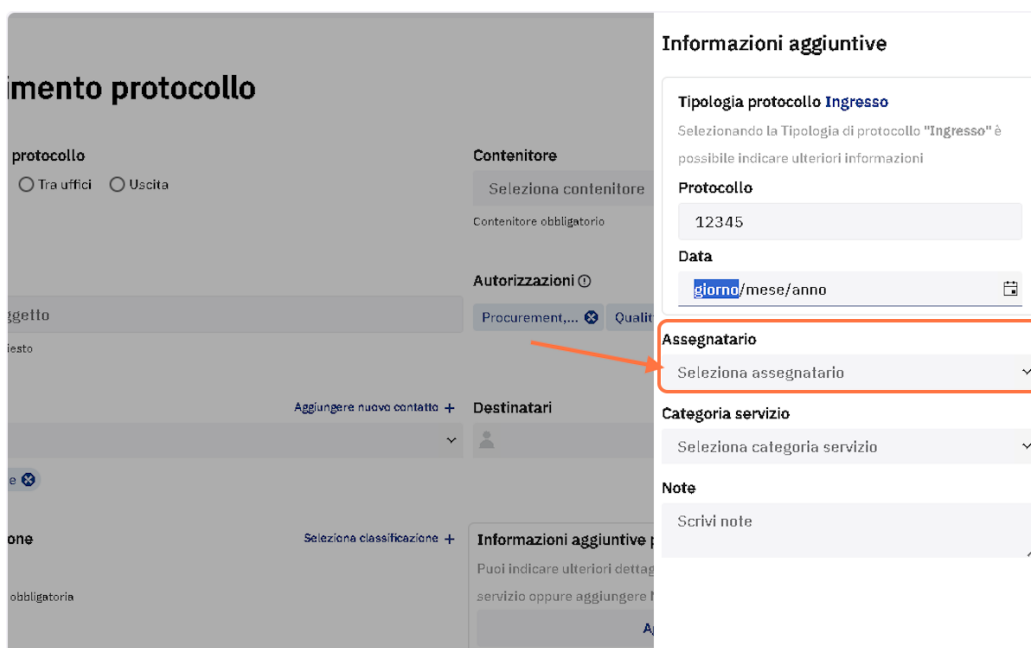 imento protocollo
protocollo
Tra uffici
Uscita
Contenitore
Seleziona contenitore
Contenitore obbligatorio
Autorizzazioni
Procurement,...
Qualit
ggetto
iesto
Aggiungere nuovo contatto +
Destinatari
e
one
Seleziona classificazione +
obbligatoria
Informazioni aggiuntive p
Puoi indicare ulteriori dettag
servizio oppure aggiungere N
Ag
Informazioni aggiuntive
Tipologia protocollo Ingresso
Selezionando la Tipologia di protocollo "Ingresso" è
possibile indicare ulteriori informazioni
Protocollo
12345
Data
giorno/mese/anno
Assegnatario
Seleziona assegnatario
Categoria servizio
Seleziona categoria servizio
Note
Scrivi note